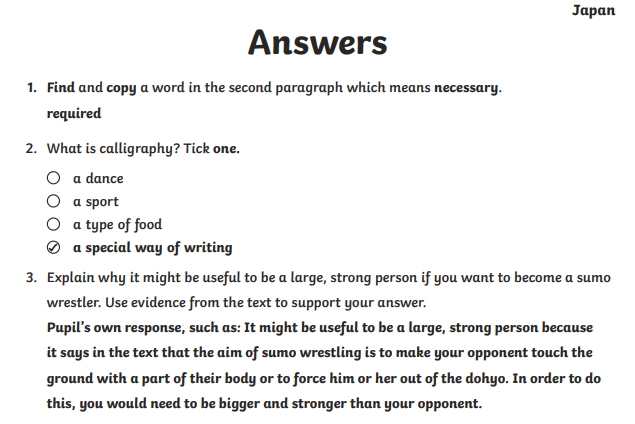 Japan
Answers
1. Find and copy a word in the second paragraph which means necessary.
required
2. What is calligraphy? Tick one.
a dance
a sport
a type of food
a special way of writing
3. Explain why it might be useful to be a large, strong person if you want to become a sumo
wrestler. Use evidence from the text to support your answer.
Pupil's own response, such as: It might be useful to be a large, strong person because
it says in the text that the aim of sumo wrestling is to make your opponent touch the
ground with a part of their body or to force him or her out of the dohyo. In order to do
this, you would need to be bigger and stronger than your opponent.